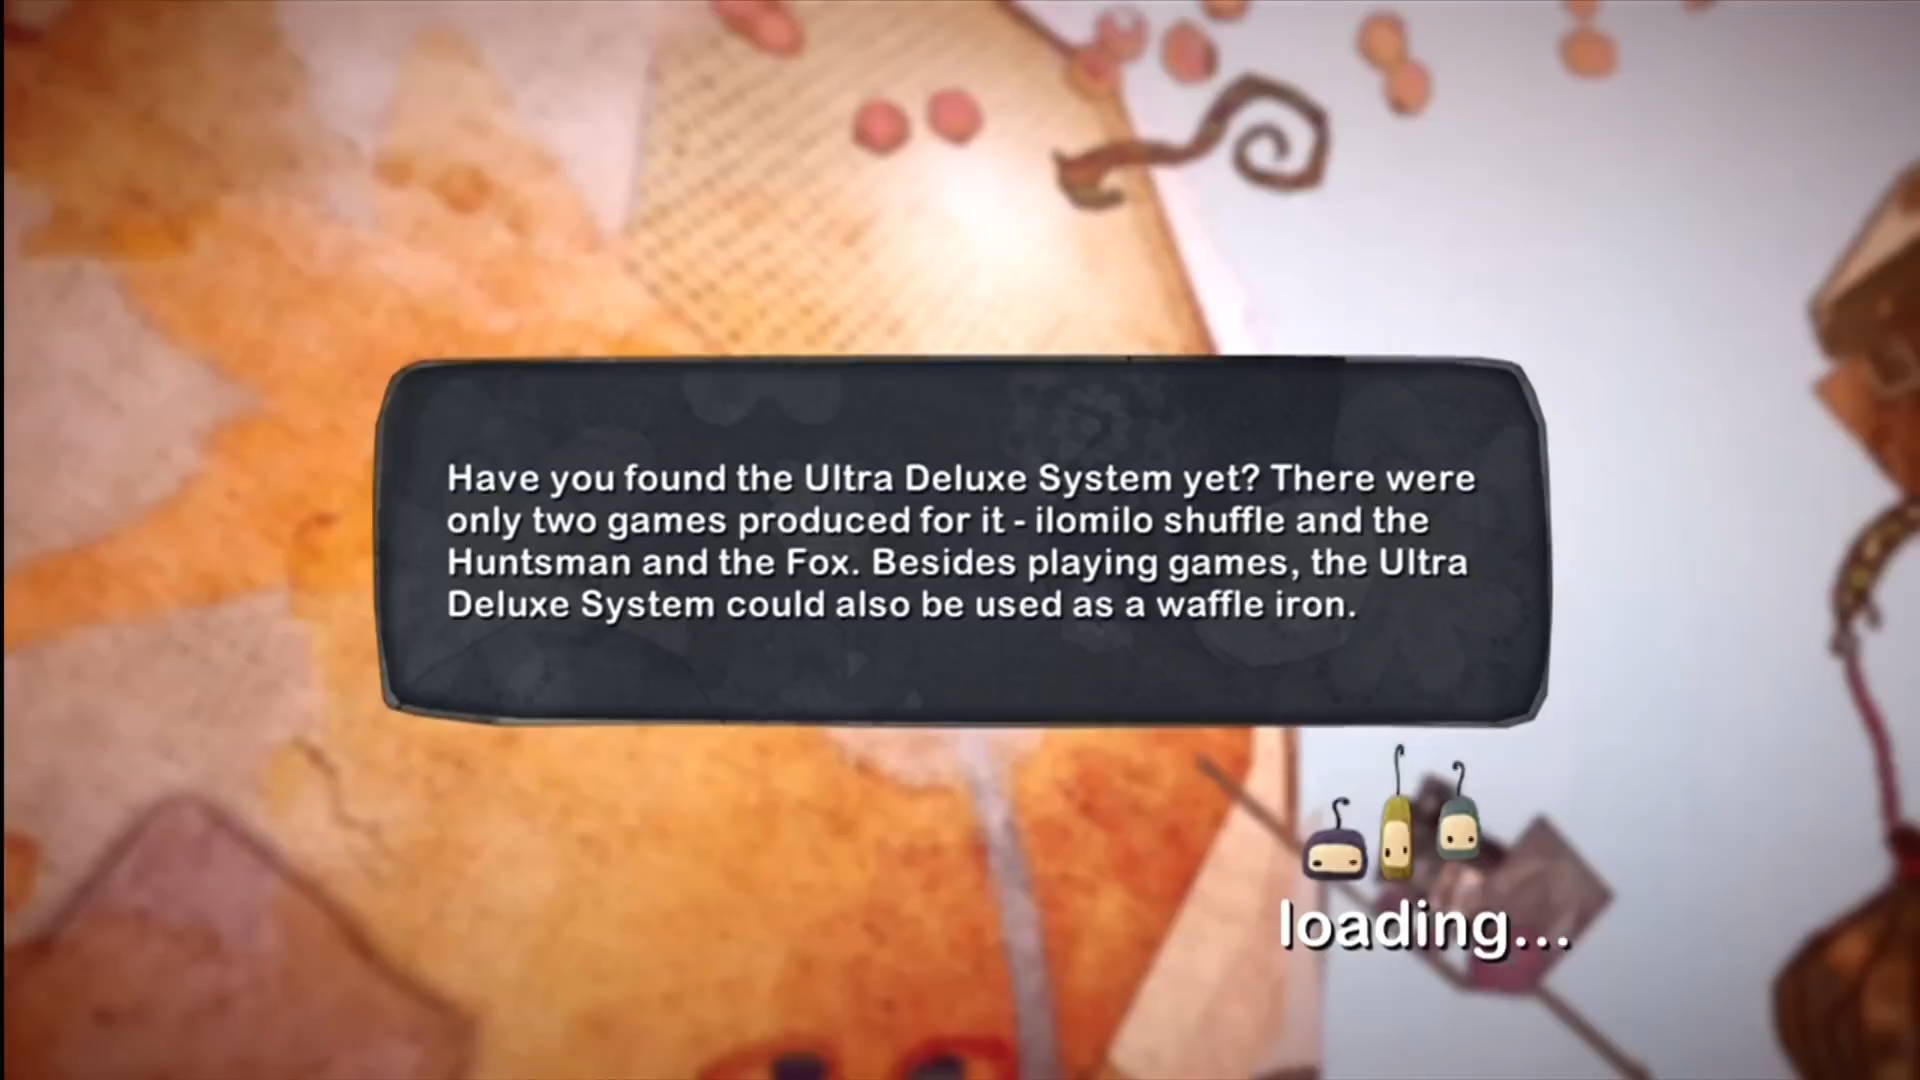 Have you found the Ultra Deluxe System yet? There were
only two games produced for it - ilomilo shuffle and the
Huntsman and the Fox. Besides playing games, the Ultra
Deluxe System could also be used as a waffle iron.
loading...